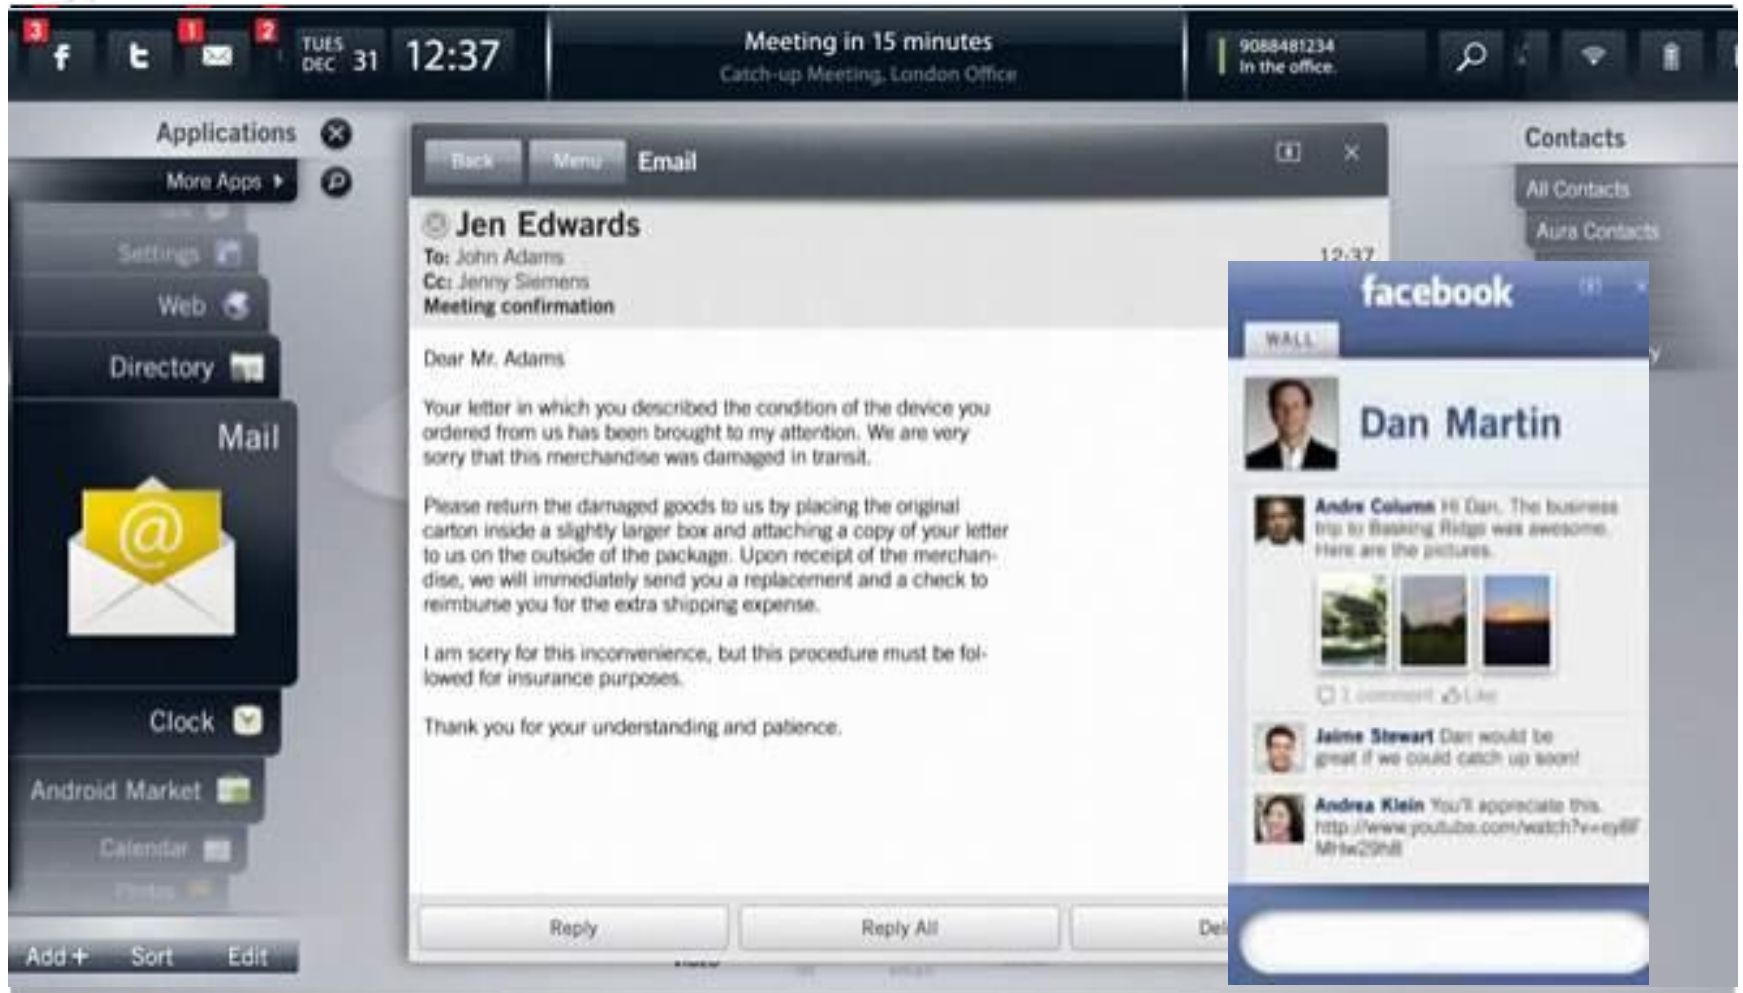 3
f
t
1
2
TUES
DEC 31
12:37
Meeting in 15 minutes
Catch-up Meeting, London Office
9088481234
In the office.
Applications
More Apps
Settings
Web
Directory
Mail
@
Clock
Android Market
Calendar
Photos
Add +
Sort
Edit
Back
Menu
Email
Jen Edwards
To: John Adams
12:37
Cc: Jenny Siemens
Meeting confirmation
Dear Mr. Adams
Your letter in which you described the condition of the device you
ordered from us has been brought to my attention. We are very
sorry that this merchandise was damaged in transit.
Please return the damaged goods to us by placing the original
carton inside a slightly larger box and attaching a copy of your letter
to us on the outside of the package. Upon receipt of the merchan-
dise, we will immediately send you a replacement and a check to
reimburse you for the extra shipping expense.
I am sorry for this inconvenience, but this procedure must be fol-
lowed for insurance purposes.
Thank you for your understanding and patience.
Reply
Reply All
Del
Contacts
All Contacts
Aura Contacts
y
facebook
WALL
Dan Martin
Andre Column Hi Dan. The business
trip to Basking Ridge was awesome.
Here are the pictures.
1 comment Like
Jaime Stewart Dan would be
great if we could catch up soon!
Andrea Klein You'll appreciate this.